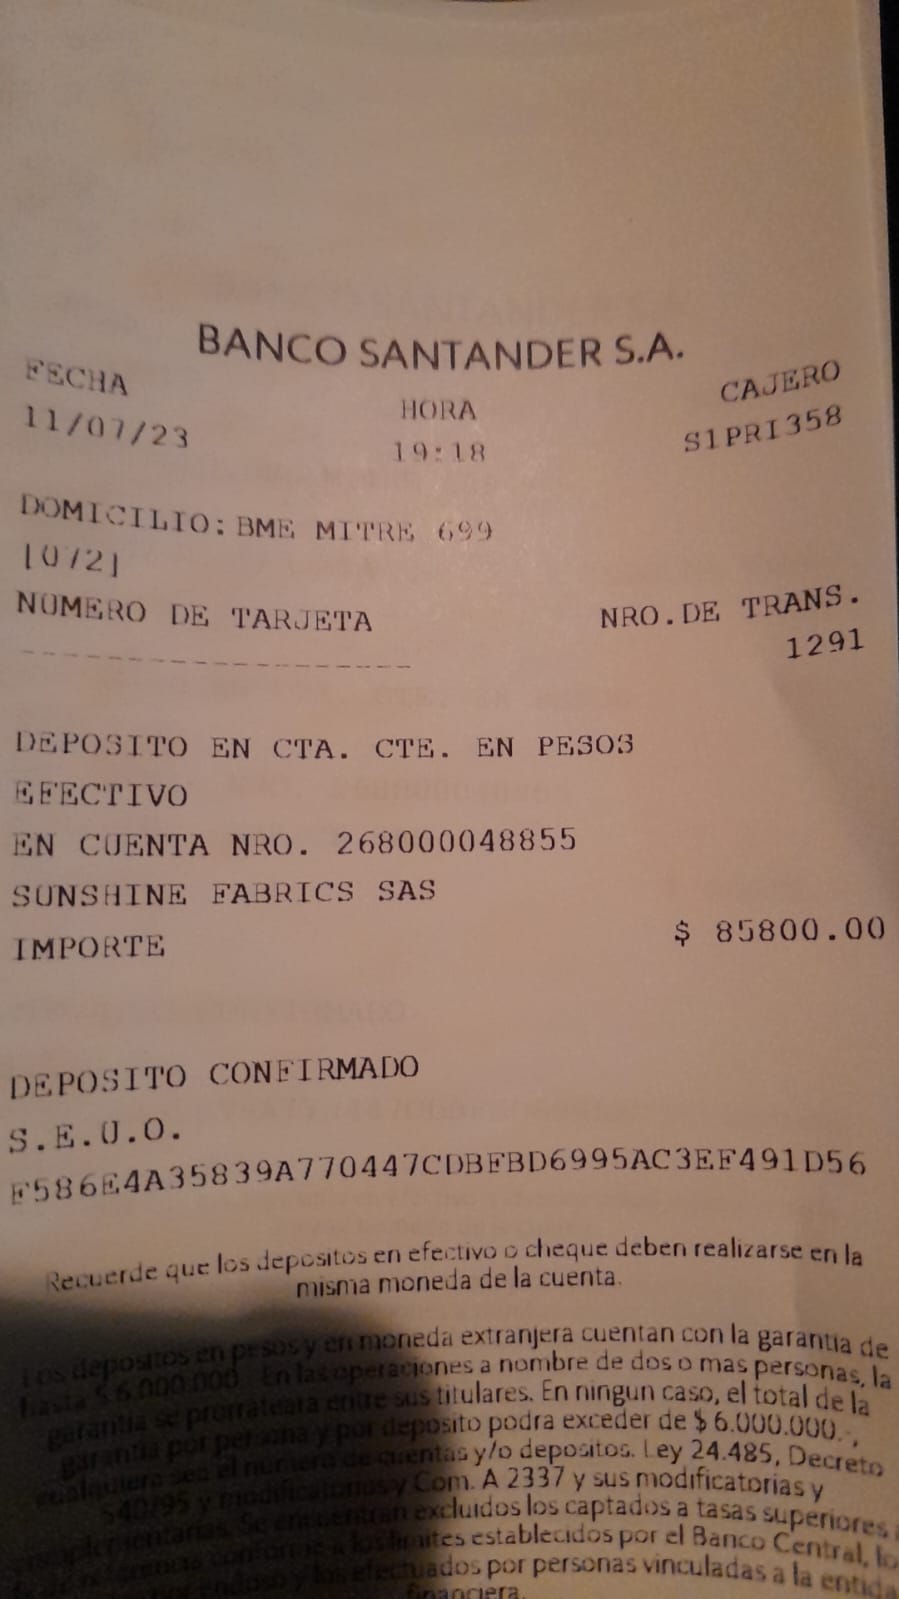 BANCO SANTANDER S.A.
FECHA HORA CAJERO
11/07/23 19:18 S1PRI358
DOMICILIO: BME MITRE 699
[072]
NUMERO DE TARJETA NRO.DE TRANS.
------------------ 1291
DEPOSITO EN CTA. CTE. EN PESOS
EFECTIVO
EN CUENTA NRO. 268000048855
SUNSHINE FABRICS SAS
IMPORTE $ 85800.00
DEPOSITO CONFIRMADO
S.E.U.O.
F586E4A35839A770447CDBFBD6995AC3EF491D56
Recuerde que los depositos en efectivo o cheque deben realizarse en la
misma moneda de la cuenta.
Los depositos en pesos y en moneda extranjera cuentan con la garantia de
hasta $ 6.000.000. En las operaciones a nombre de dos o mas personas, la
garantia se prorrateara entre sus titulares. En ningun caso, el total de la
garantia por persona y por deposito podra exceder de $ 6.000.000.-,
cualquiera sea el numero de cuentas y/o depositos. Ley 24.485, Decreto
540/95 y modificatorios y Com. A 2337 y sus modificatorias y
complementarias. Se encuentran excluidos los captados a tasas superiores a
referencia conforme a los limites establecidos por el Banco Central, lo
endoso y los efectuados por personas vinculadas a la entida
financiera.